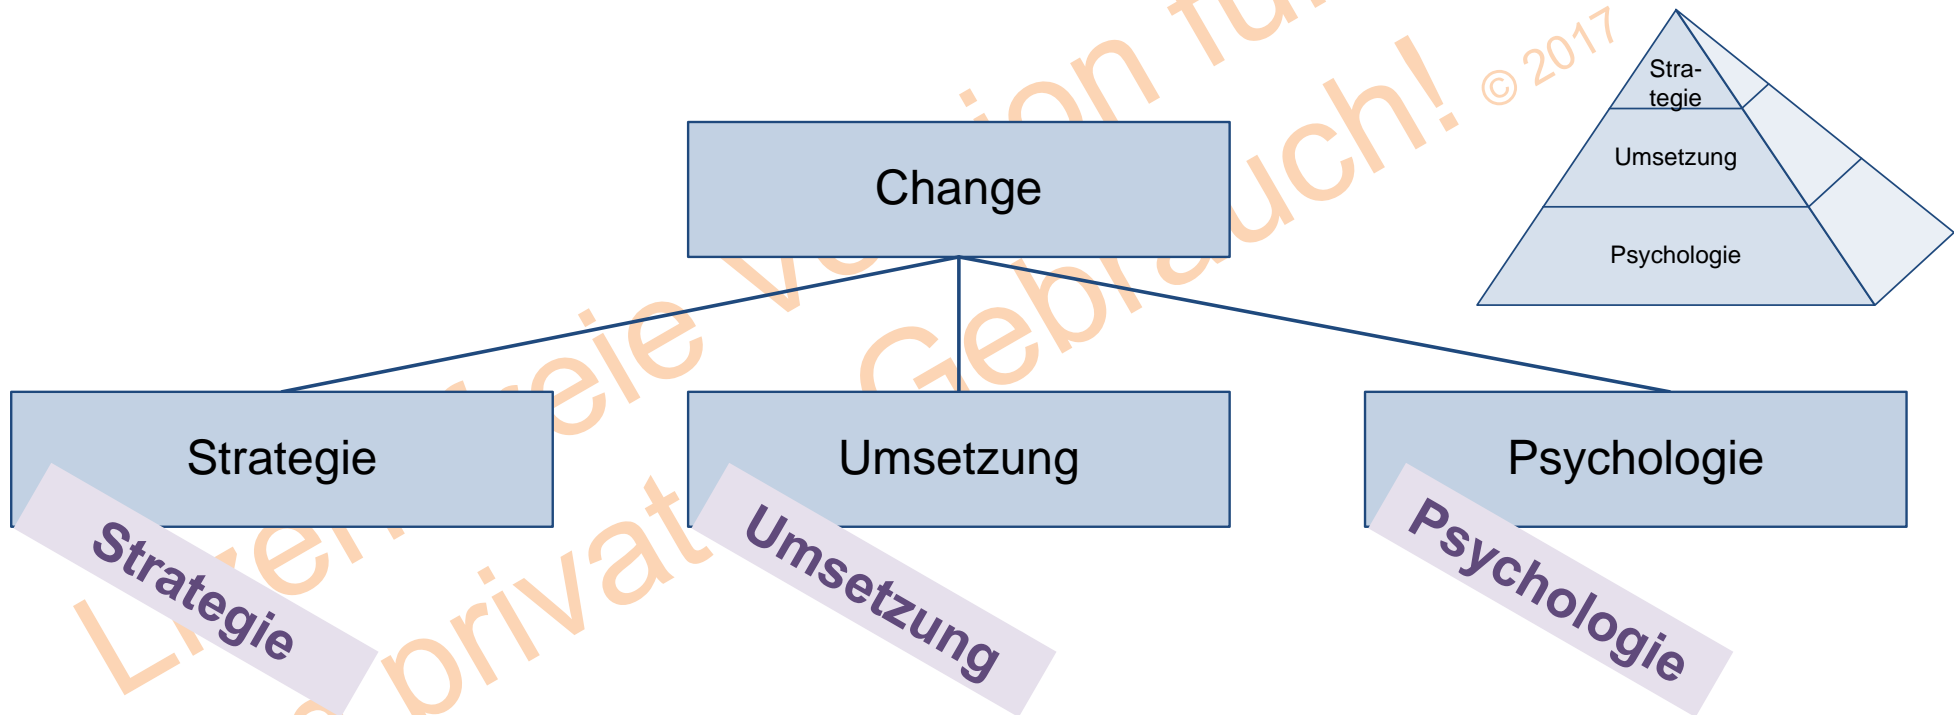 © 2017
Stra-
tegie
Umsetzung
Psychologie
Change
Gebrauch!
Strategie
Umsetzung
Psychologie
Strategie
Umsetzung
Psychologie
privat